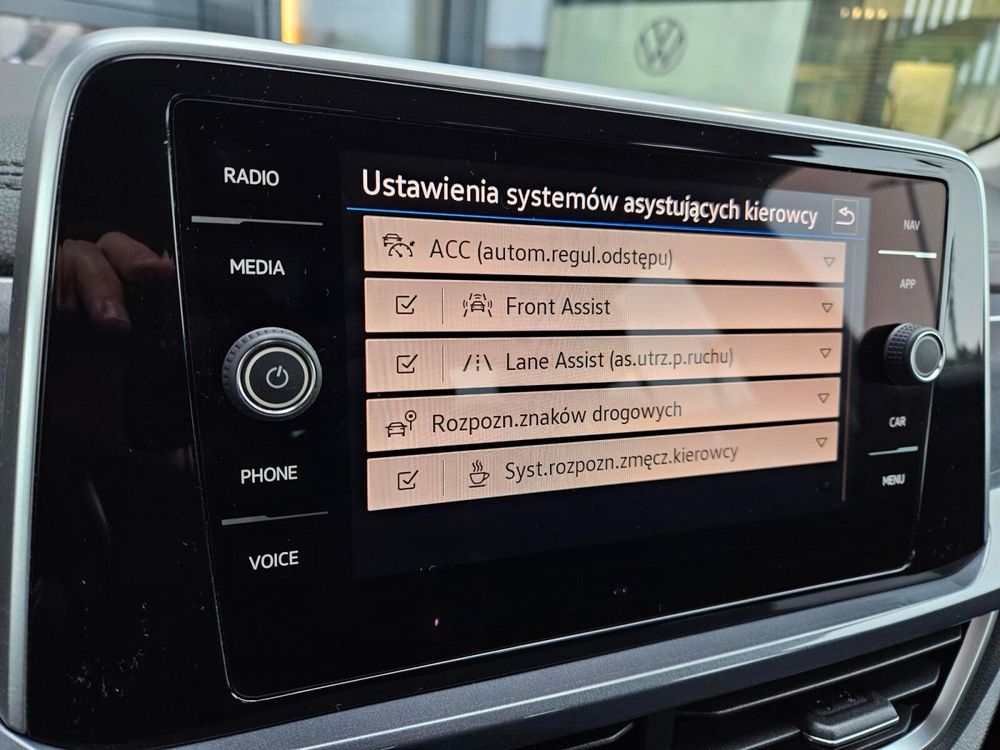 RADIO
MEDIA
PHONE
VOICE
Ustawienia systemów asystujących kierowcy
ACC (autom.regul.odstępu)
Front Assist
Lane Assist (as.utrz.p.ruchu)
Rozpozn.znaków drogowych
Syst.rozpozn.zmęcz.kierowcy
NAV
APP
CAR
MENU